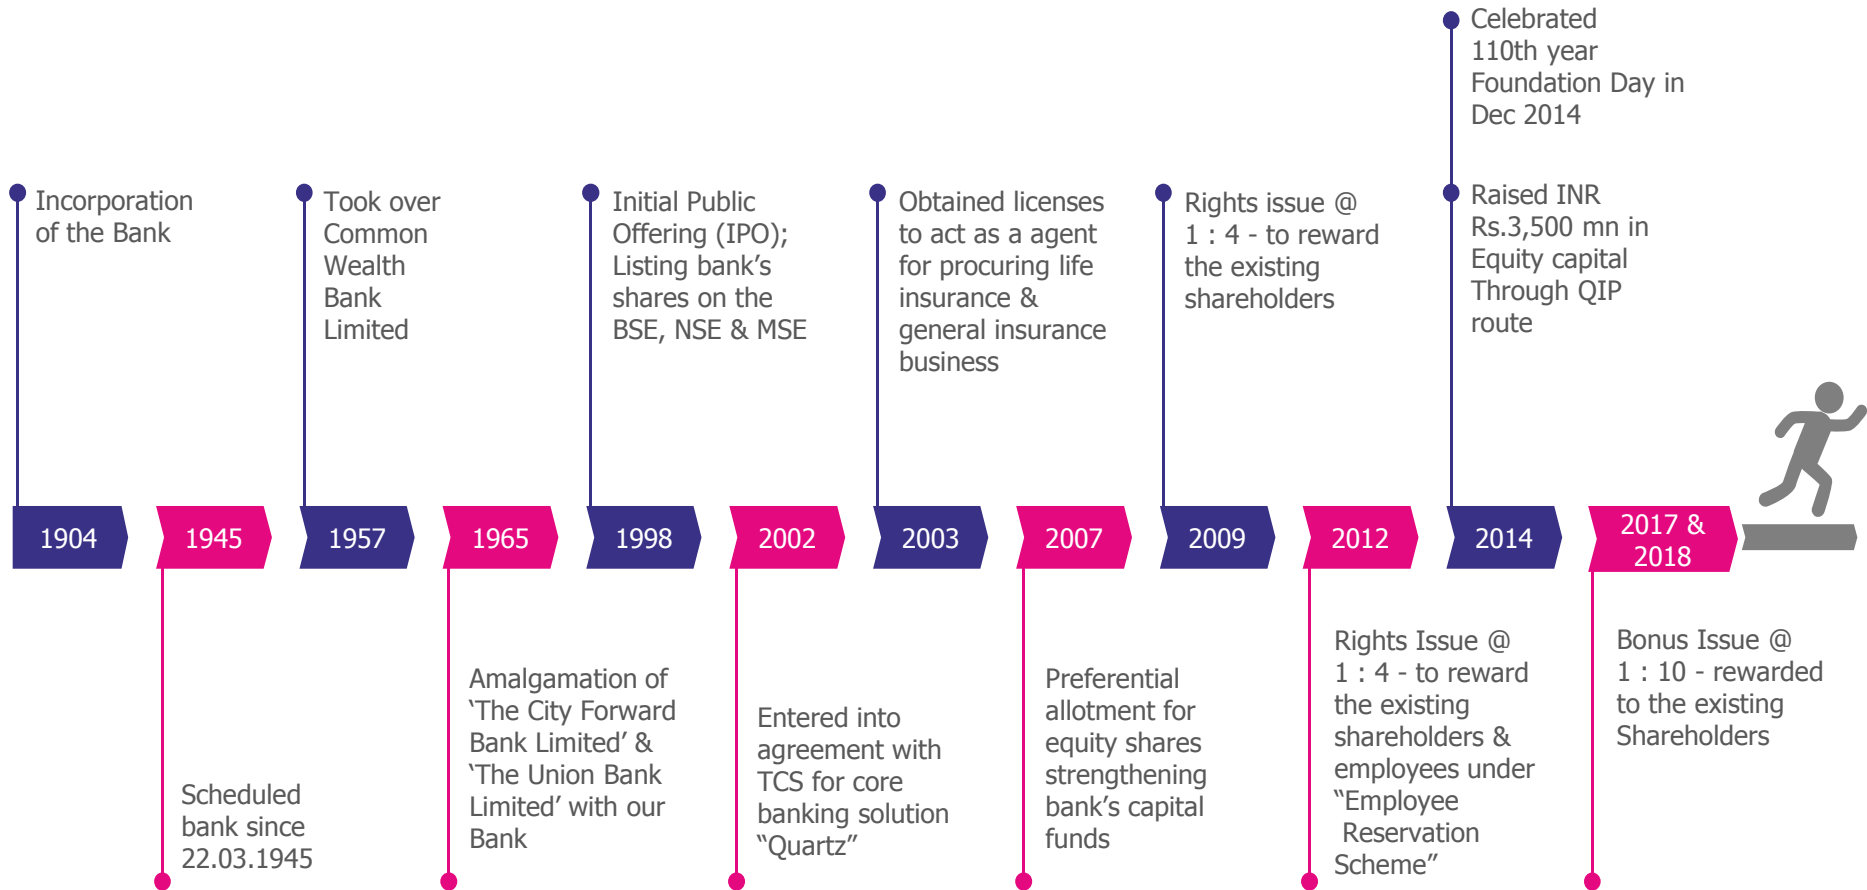 Celebrated
110th year
Foundation Day in
Dec 2014
Incorporation
of the Bank
Took over
Common
Wealth
Bank
Limited
Initial Public
Offering (IPO);
Listing bank’s
shares on the
BSE, NSE & MSE
Obtained licenses
to act as a agent
for procuring life
insurance &
general insurance
business
Rights issue @
1 : 4 - to reward
the existing
shareholders
Raised INR
Rs.3,500 mn in
Equity capital
Through QIP
route
1904
1945
1957
1965
1998
2002
2003
2007
2009
2012
2014
2017 &
2018
Scheduled
bank since
22.03.1945
Amalgamation of
‘The City Forward
Bank Limited’ &
‘The Union Bank
Limited’ with our
Bank
Entered into
agreement with
TCS for core
banking solution
“Quartz”
Preferential
allotment for
equity shares
strengthening
bank’s capital
funds
Rights Issue @
1 : 4 - to reward
the existing
shareholders &
employees under
“Employee
Reservation
Scheme”
Bonus Issue @
1 : 10 - rewarded
to the existing
Shareholders